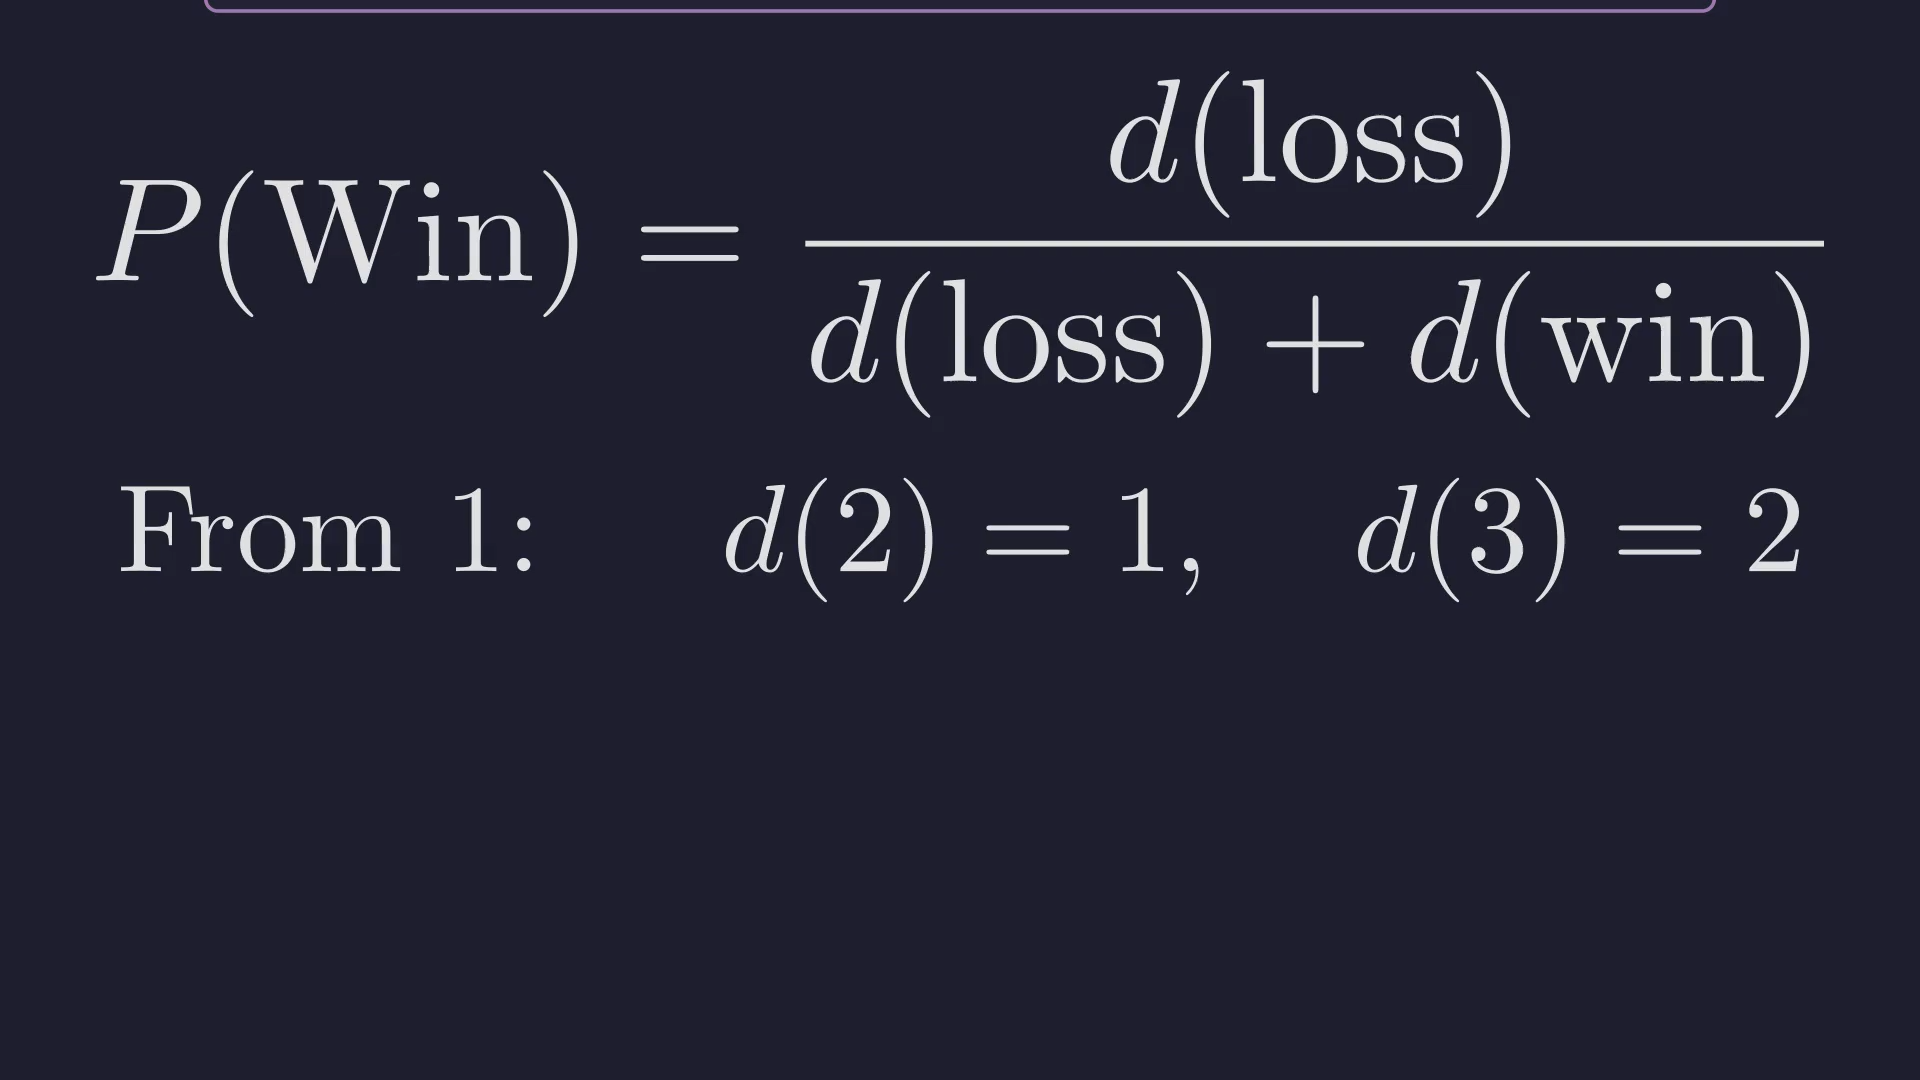 P(Win) = d(loss) / d(loss) + d(win)
From 1: d(2) = 1, d(3) = 2